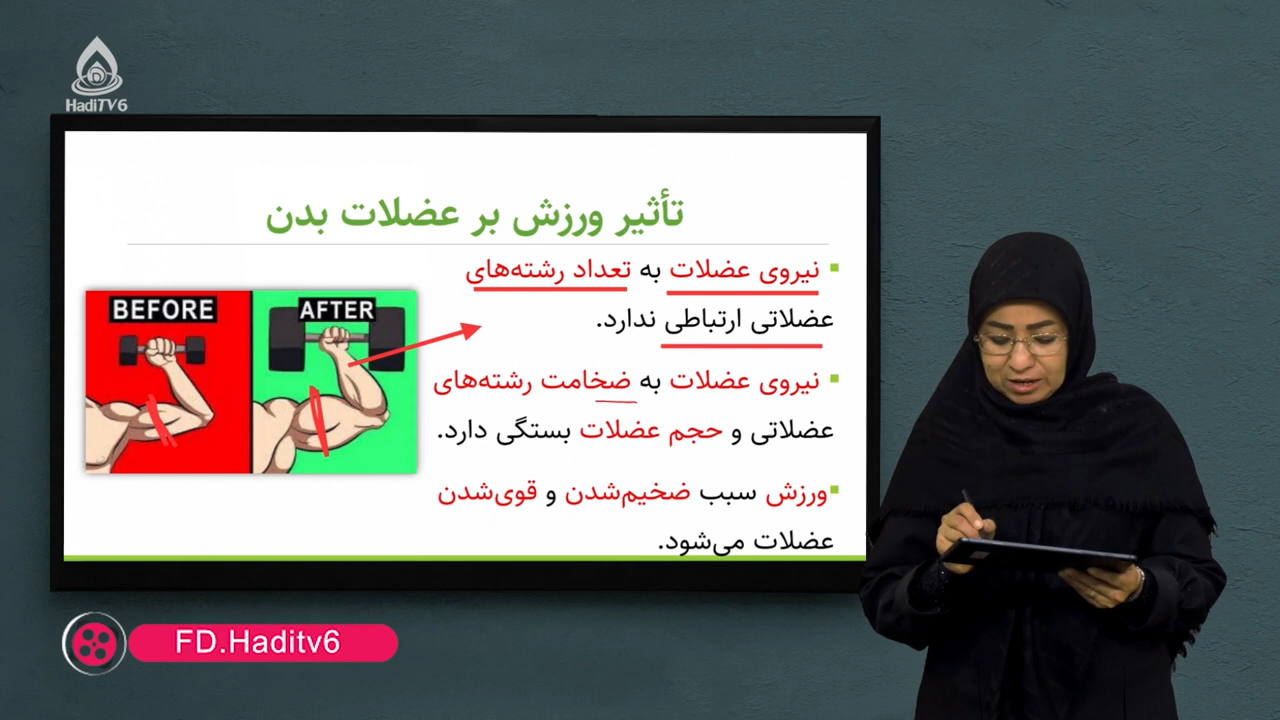 HadiTV6
تأثیر ورزش بر عضلات بدن
نیروی عضلات به تعداد رشته‌های
عضلاتی ارتباطی ندارد.
نیروی عضلات به ضخامت رشته‌های
عضلاتی و حجم عضلات بستگی دارد.
ورزش سبب ضخیم‌شدن و قوی‌شدن
عضلات می‌شود.
BEFORE
AFTER
FD.Haditv6